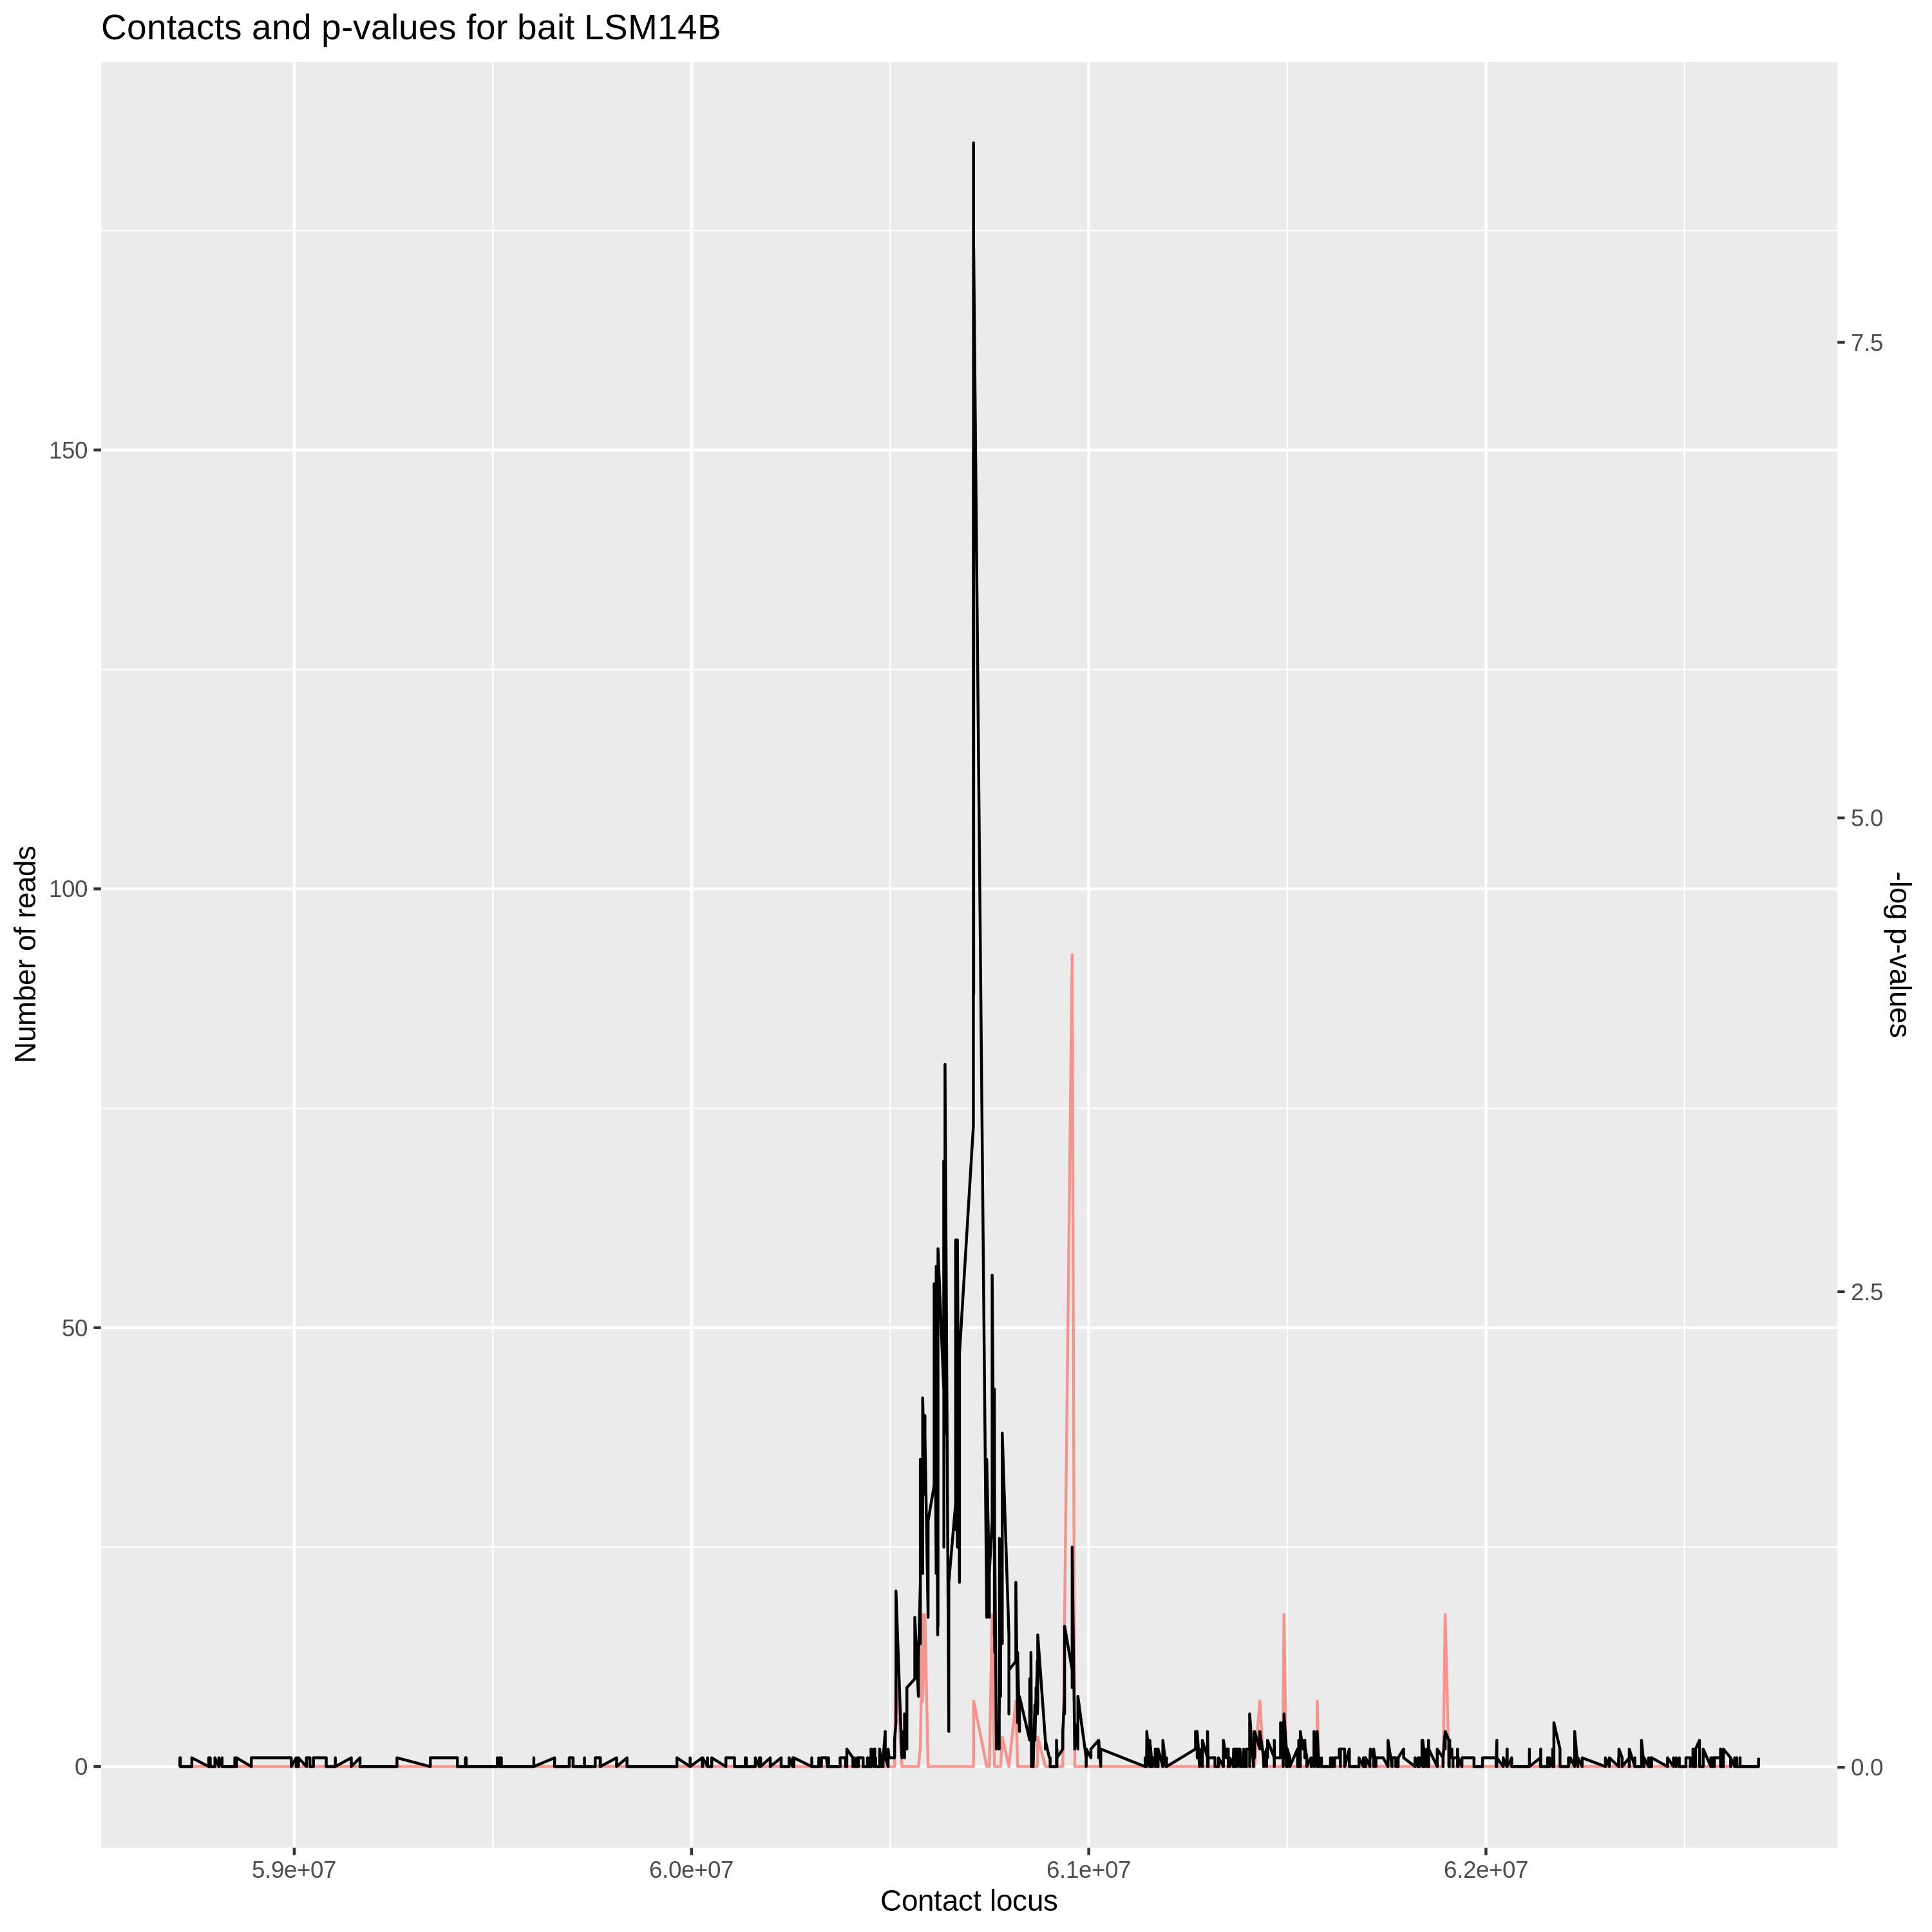 Contacts and p-values for bait LSM14B
Number of reads
150
100
50
0
7.5
5.0
2.5
0.0
-log p-values
5.9e+07
6.0e+07
6.1e+07
6.2e+07
Contact locus